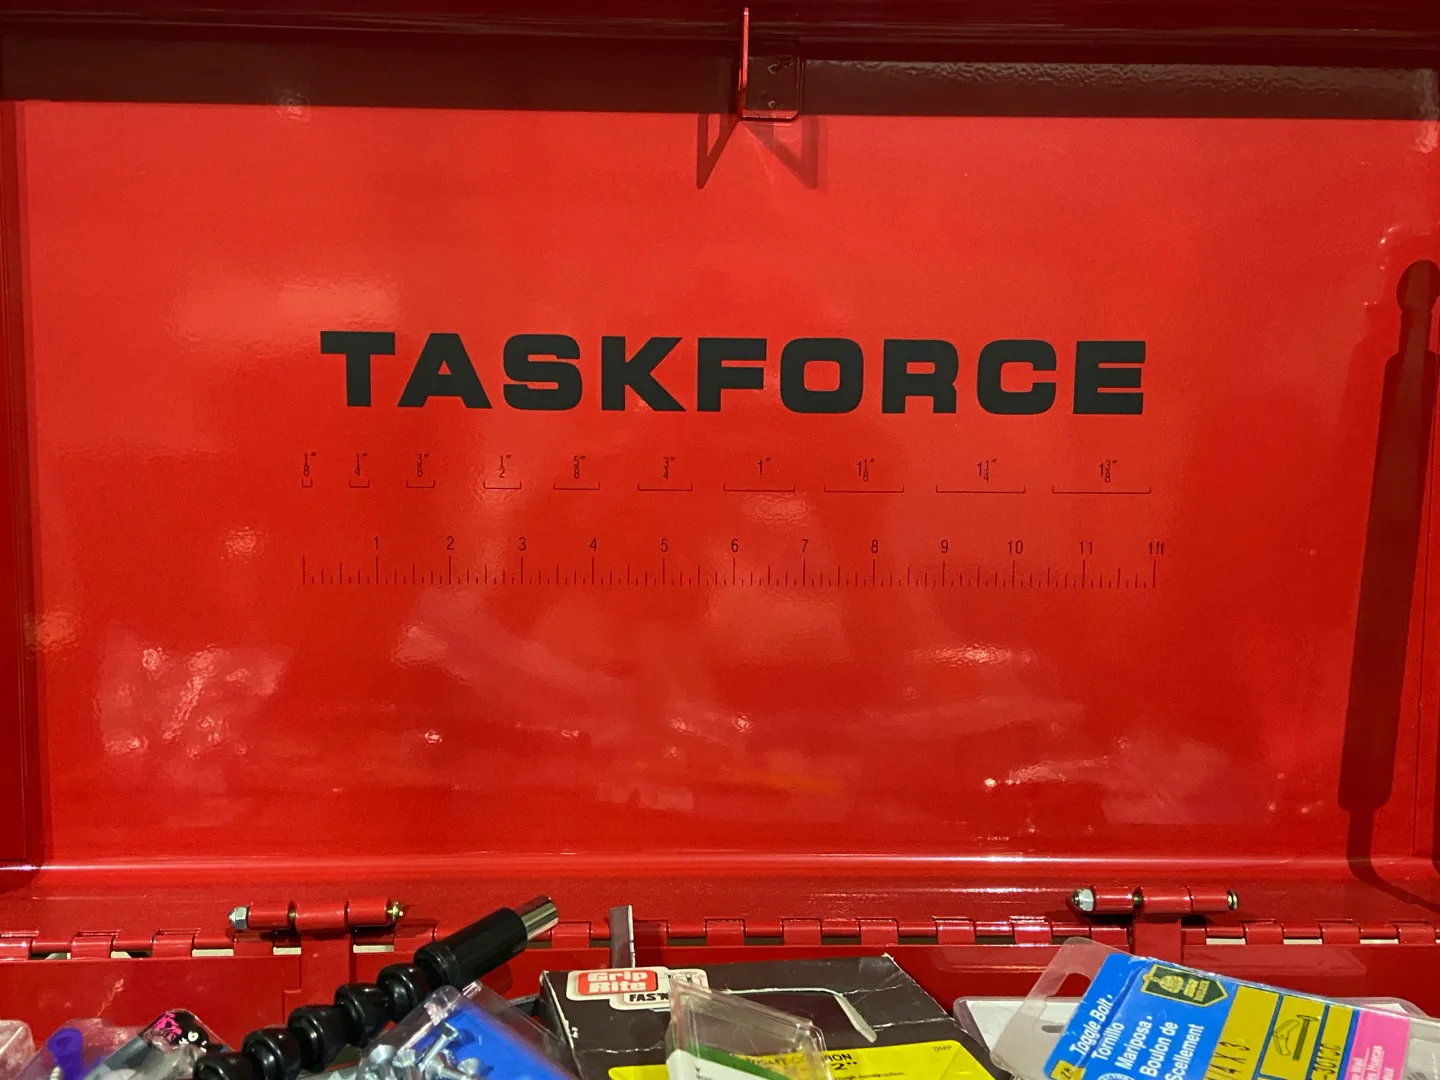 TASKFORCE
1/8" 1/4" 3/8" 1/2" 5/8" 3/4" 1" 1 1/8" 1 1/4" 1 3/8"
1 2 3 4 5 6 7 8 9 10 11 1ft
Grip
Rite
FAS'N
2"
Toggle Bolt
Tornillo
Mariposa
Boulon de
Scellement